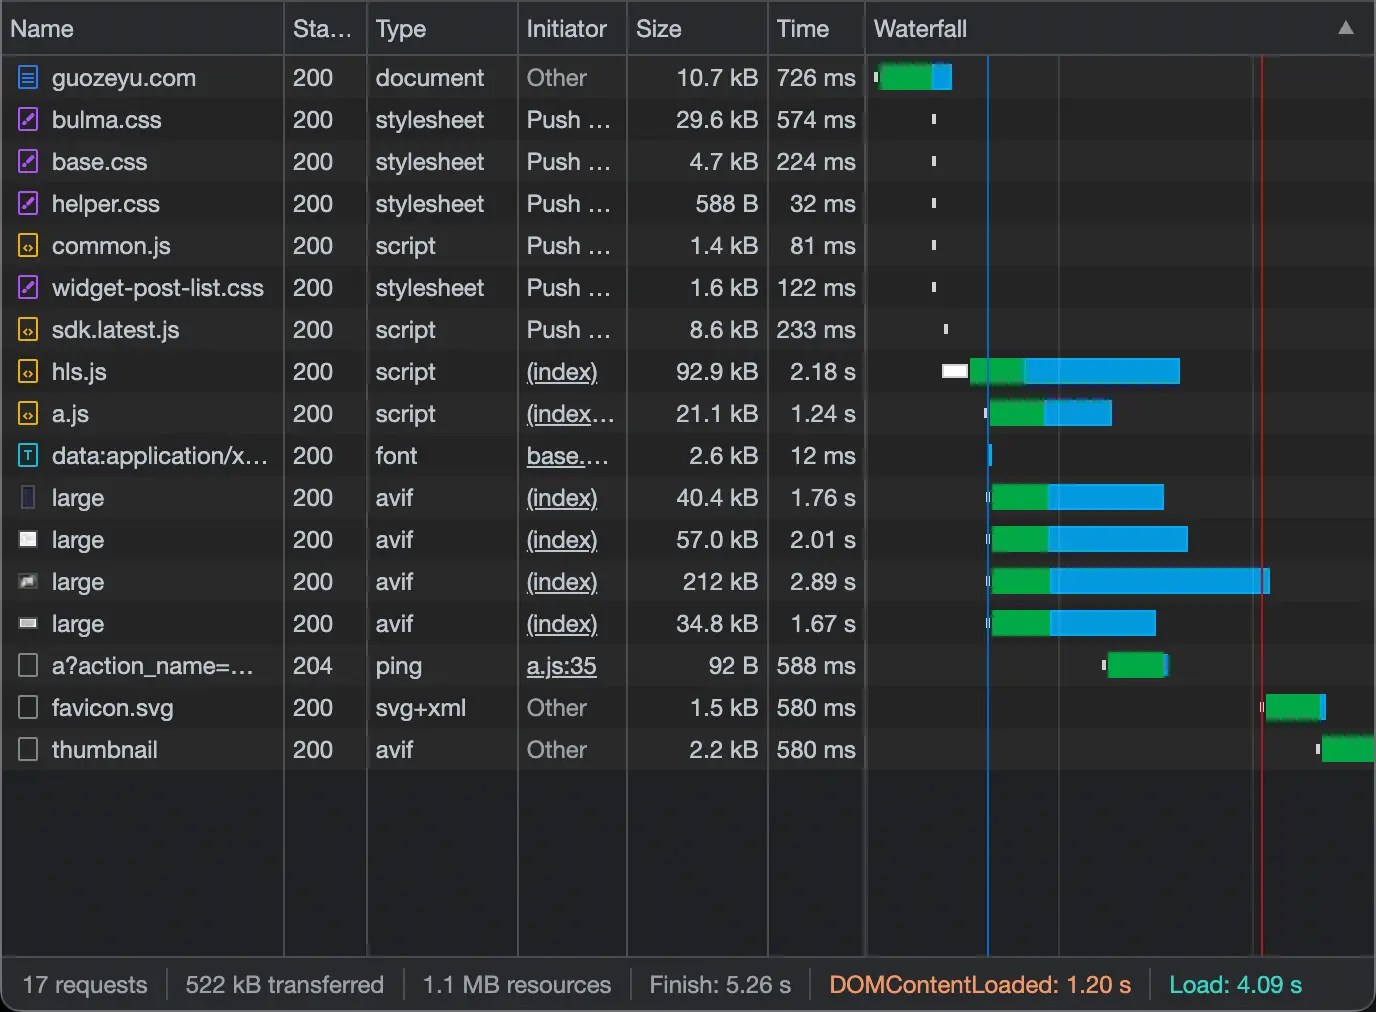 Name Sta... Type Initiator Size Time Waterfall
guozeyu.com 200 document Other 10.7 kB 726 ms
bulma.css 200 stylesheet Push ... 29.6 kB 574 ms
base.css 200 stylesheet Push ... 4.7 kB 224 ms
helper.css 200 stylesheet Push ... 588 B 32 ms
common.js 200 script Push ... 1.4 kB 81 ms
widget-post-list.css 200 stylesheet Push ... 1.6 kB 122 ms
sdk.latest.js 200 script Push ... 8.6 kB 233 ms
hls.js 200 script (index) 92.9 kB 2.18 s
a.js 200 script (index... 21.1 kB 1.24 s
data:application/x... 200 font base.... 2.6 kB 12 ms
large 200 avif (index) 40.4 kB 1.76 s
large 200 avif (index) 57.0 kB 2.01 s
large 200 avif (index) 212 kB 2.89 s
large 200 avif (index) 34.8 kB 1.67 s
a?action_name=... 204 ping a.js:35 92 B 588 ms
favicon.svg 200 svg+xml Other 1.5 kB 580 ms
thumbnail 200 avif Other 2.2 kB 580 ms
17 requests 522 kB transferred 1.1 MB resources Finish: 5.26 s DOMContentLoaded: 1.20 s Load: 4.09 s